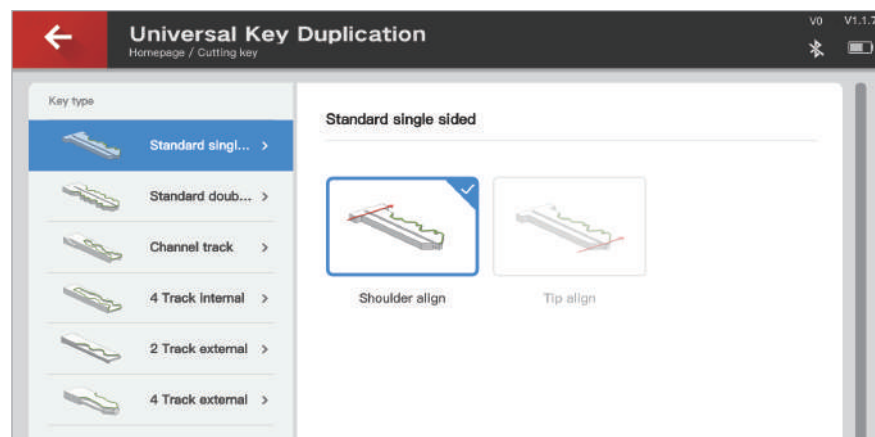 Universal Key Duplication
V0 V1.1.7
Homepage / Cutting key
Key type
Standard singl... >
Standard doub... >
Channel track >
4 Track internal >
2 Track external >
4 Track external >
Standard single sided
Shoulder align
Tip align